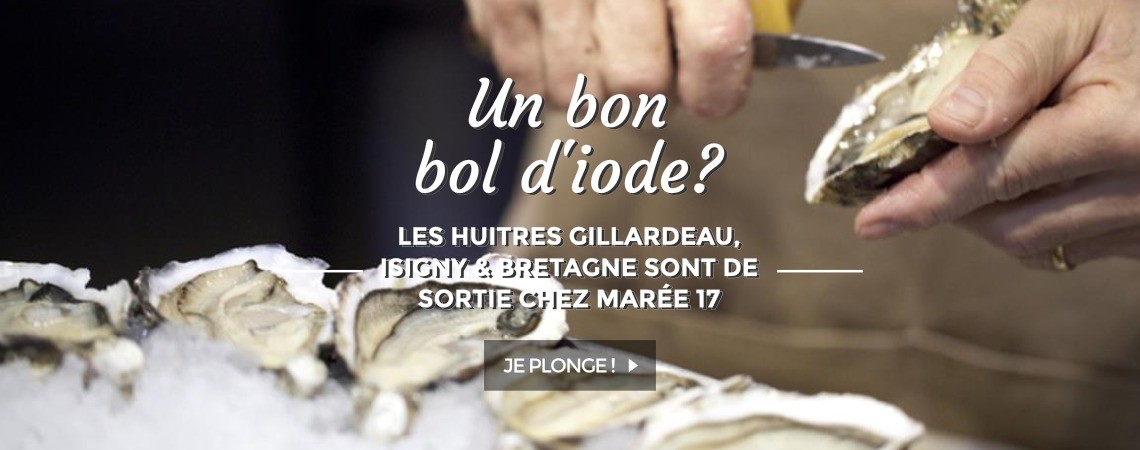 Un bon
bol d'iode?
LES HUITRES GILLARDEAU,
ISIGNY & BRETAGNE SONT DE
SORTIE CHEZ MARÉE 17
JE PLONGE !